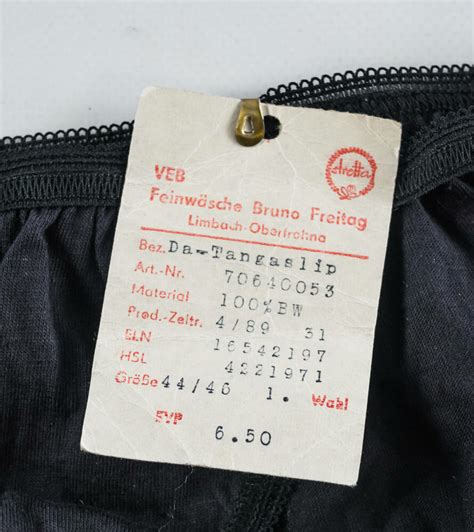 VEB
Feinwäsche Bruno Freitag
Limbach-Oberfrohna
Bez. Da-Tangaslip
Art.-Nr. 70640053
Material 100%BW
Prod.-Zeitr. 4/89 31
ELN 16542197
HSL 4221971
Größe 44/46 1. Wahl
EVP 6.50